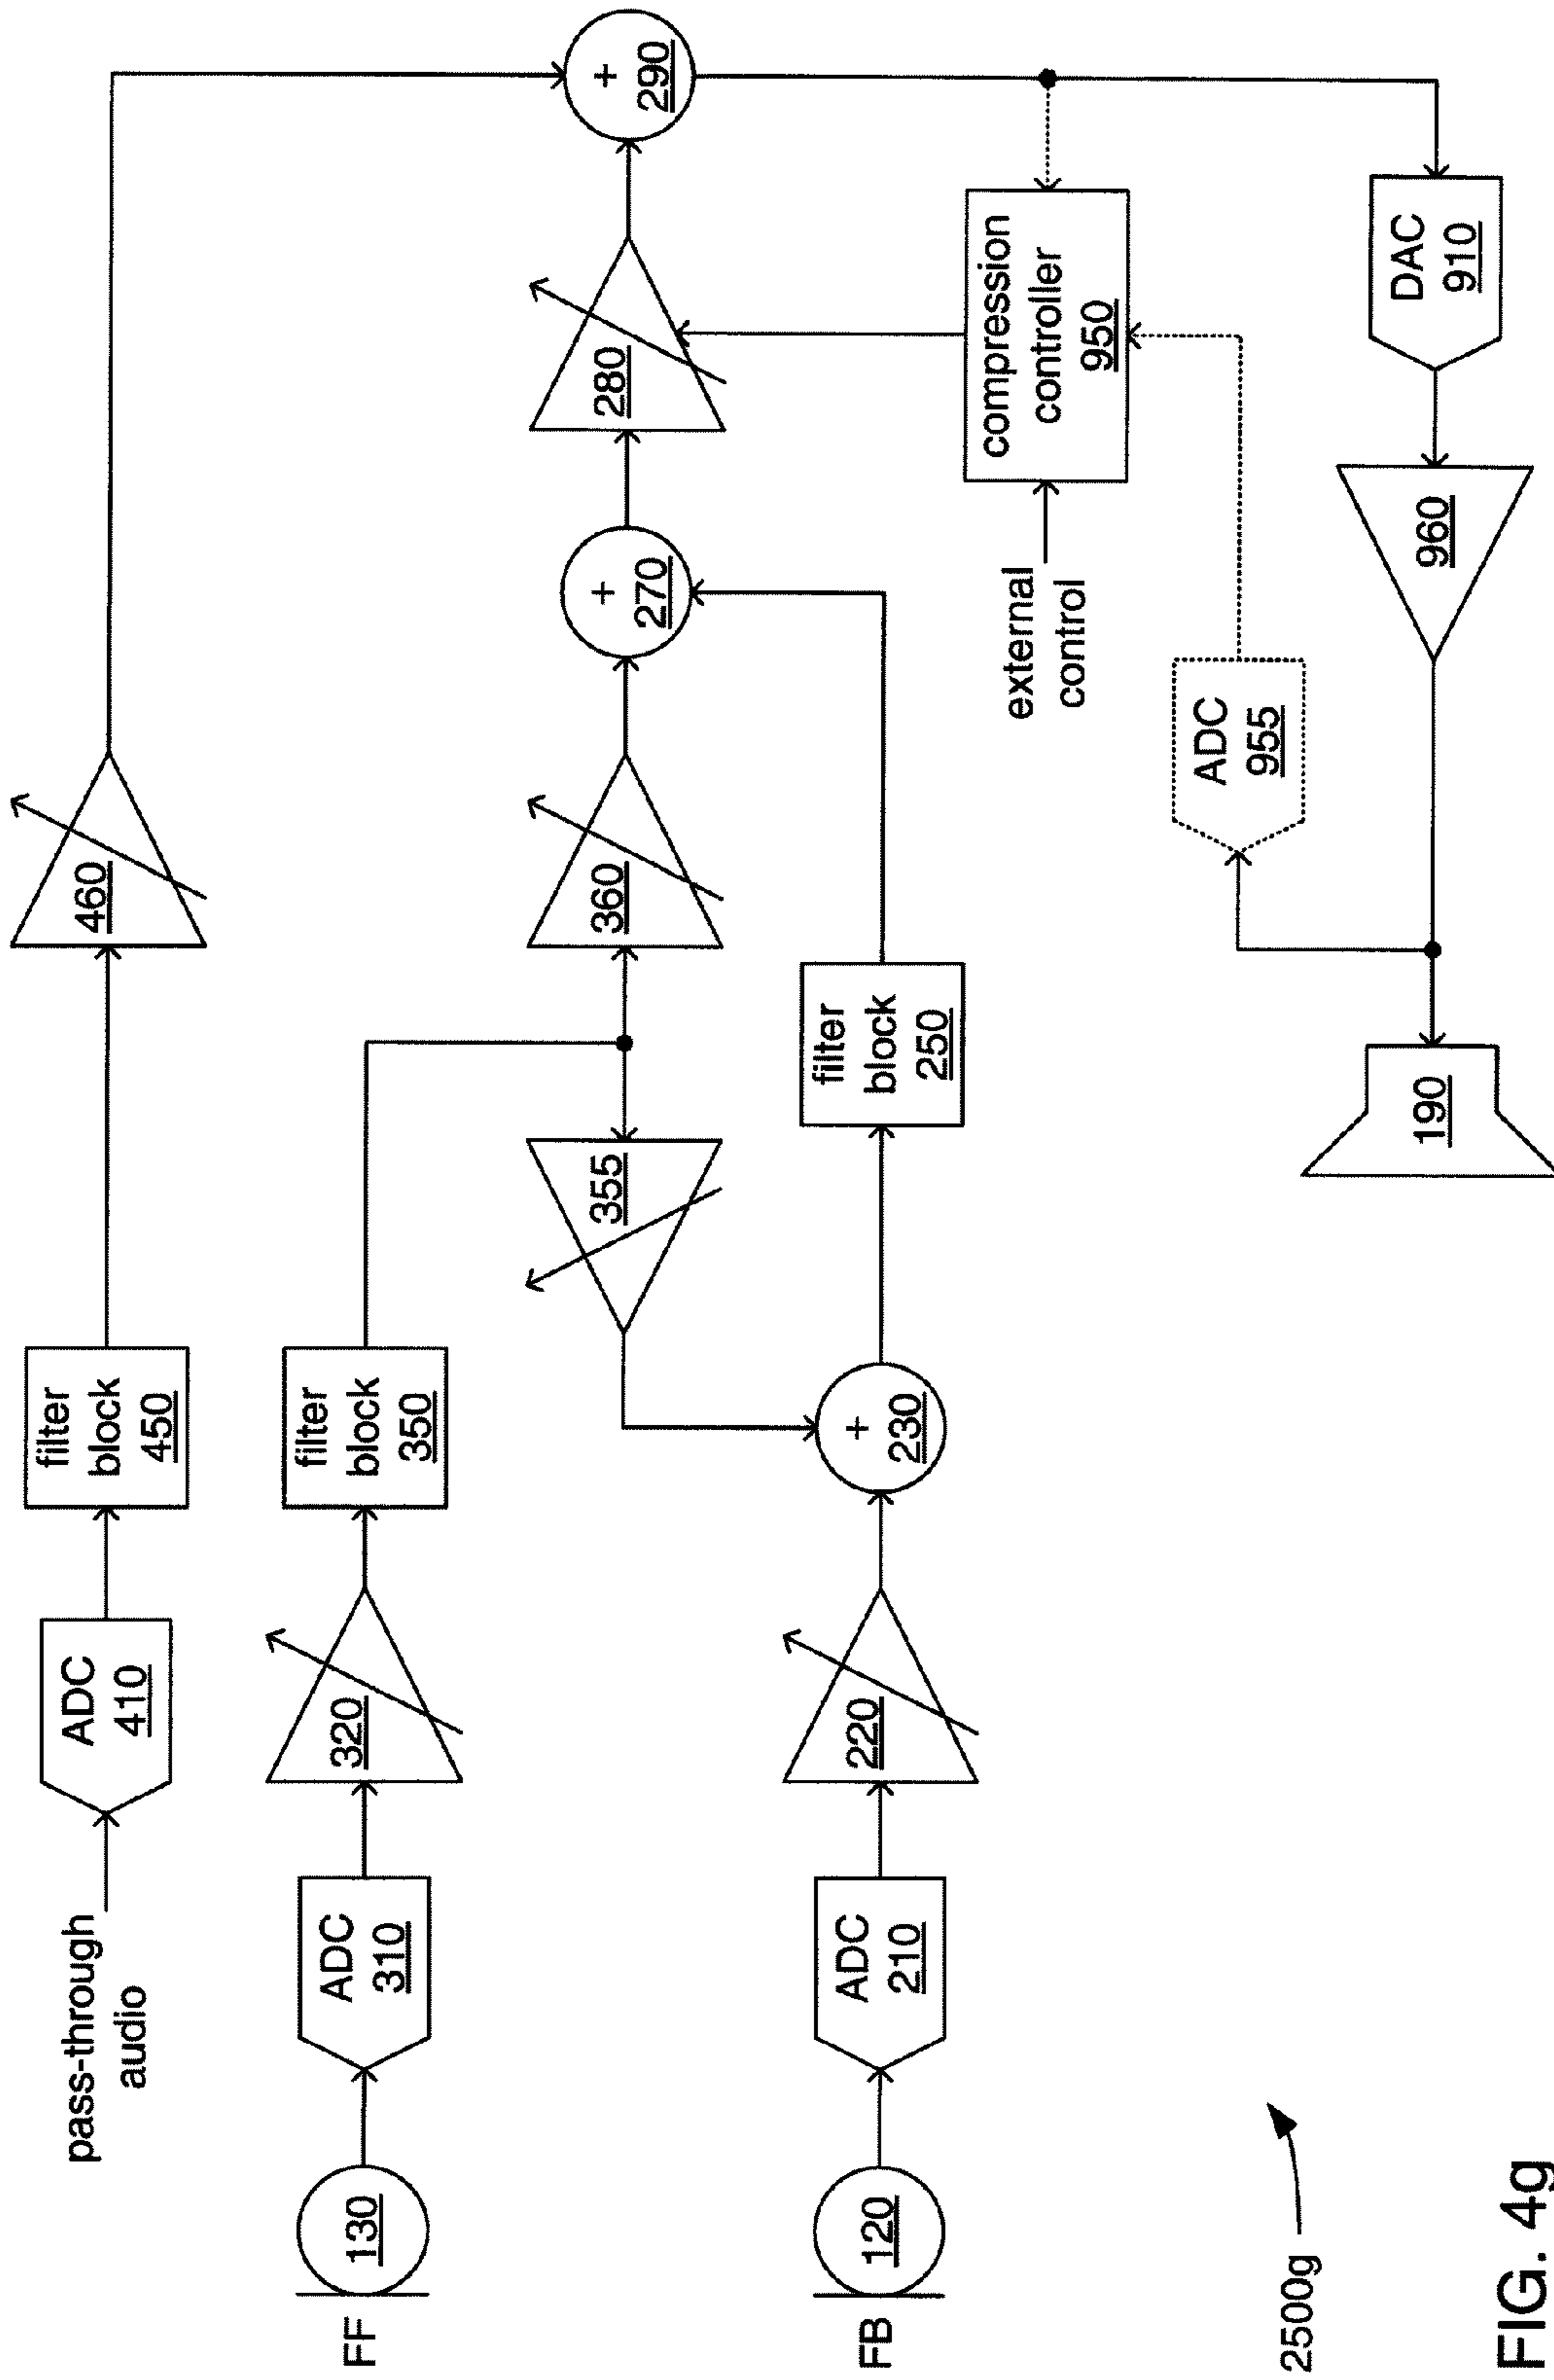 pass-through
audio
ADC
410
filter
block
450
460
FF
130
ADC
310
320
filter
block
350
355
360
+
270
280
+
290
FB
120
ADC
210
220
+
230
filter
block
250
external
control
compression
controller
950
ADC
955
190
960
DAC
910
2500g
FIG. 4g